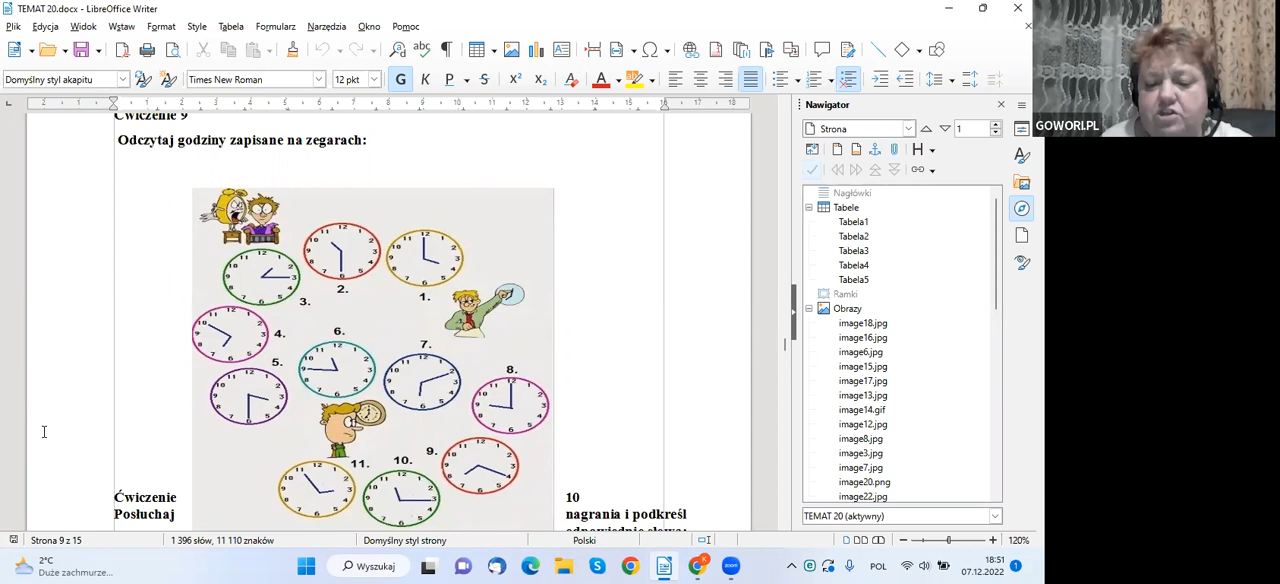 TEMAT 20.docx - LibreOffice Writer
Plik Edycja Widok Wstaw Format Style Tabela Formularz Narzędzia Okno Pomoc
Domyślny styl akapitu
Times New Roman
12 pkt
G K P S
Ćwiczenie 9
Odczytaj godziny zapisane na zegarach:
1.
2.
3.
4.
5.
6.
7.
8.
9.
10.
11.
Ćwiczenie 10
Posłuchaj nagrania i podkreśl
odpowiednie słowa:
Nawigator
Strona 1
Nagłówki
Tabele
Tabela1
Tabela2
Tabela3
Tabela4
Tabela5
Ramki
Obrazy
image18.jpg
image16.jpg
image6.jpg
image15.jpg
image17.jpg
image13.jpg
image14.gif
image12.jpg
image8.jpg
image3.jpg
image7.jpg
image20.png
image22.jpg
TEMAT 20 (aktywny)
GOWORI.PL
Strona 9 z 15 1 396 słów, 11 110 znaków Domyślny styl strony Polski 120%
2°C
Duże zachmurze...
Wyszukaj
POL
18:51
07.12.2022